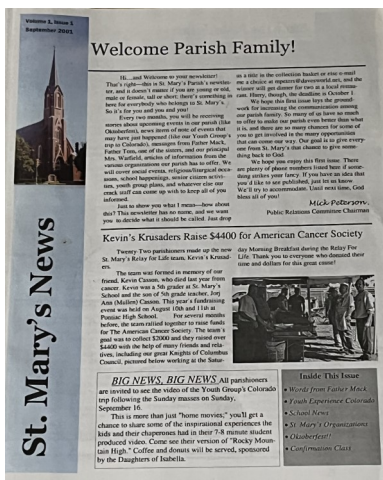 Volume 1, Issue 1
September 2001
St. Mary's News
Welcome Parish Family!
Hi....and Welcome to your newsletter!
That's right—this is St. Mary's Parish's newslet-
ter, and it doesn't matter if you are young or old,
male or female, tall or short; there's something in
here for everybody who belongs to St. Mary's.
So it's for you and you and you!
Every two months, you will be receiving
stories about upcoming events in our parish (like
Oktoberfest), news items of note of events that
may have just happened (like our Youth Group's
trip to Colorado), messages from Father Mack,
Father Tom, one of the sisters, and our principal
Mrs. Warfield, articles of information from the
various organizations our parish has to offer. We
will cover social events, religious/liturgical occa-
sions, school happenings, senior citizen activi-
ties, youth group plans, and whatever else our
crack staff can come up with to keep all of you
informed.
Just to show you what I mean—how about
this? This newsletter has no name, and we want
you to decide what it should be called. Just drop
as a title in the collection basket or else e-mail
me a choice at mpeters@davesworld.net, and the
winner will get dinner for two at a local restau-
rant. Hurry, though, the deadline is October 1.
We hope this first issue lays the ground-
work for increasing the communication among
our parish family. So many of us have so much
to offer to make our parish even better than what
it is, and there are so many chances for some of
you to get involved in the many opportunities
that can come our way. Our goal is to give every-
one from St. Mary's that chance to give some-
thing back to God.
We hope you enjoy this first issue. There
are plenty of phone numbers listed here if some-
thing strikes your fancy. If you have an idea that
you'd like to see published, just let us know.
We'll try to accommodate. Until next time, God
bless all of you!
Mick Peterson,
Public Relations Committee Chairman
Kevin's Krusaders Raise $4400 for American Cancer Society
Twenty-Two parishioners made up the new
St. Mary's Relay for Life team, Kevin's Krusad-
ers.
The team was formed in memory of our
friend, Kevin Casson, who died last year from
cancer. Kevin was a 5th grader at St. Mary's
School and the son of 5th grade teacher, Jorj
Ann (Mullen) Casson. This year's fundraising
event was held on August 10th and 11th at
Pontiac High School. For several months
before, the team rallied together to raise funds
for The American Cancer Society. The team's
goal was to collect $2000 and they raised over
$4400 with the help of many friends and rela-
tives, including our great Knights of Columbus
Council, pictured below working at the Satur-
day Morning Breakfast during the Relay For
Life. Thank you to everyone who donated their
time and dollars for this great cause!
BIG NEWS, BIG NEWS All parishioners
are invited to see the video of the Youth Group's Colorado
trip following the Sunday masses on Sunday,
September 16.
This is more than just "home movies;" you'll get a
chance to share some of the inspirational experiences the
kids and their chaperones had in their 7-8 minute student
produced video. Come see their version of "Rocky Moun-
tain High." Coffee and donuts will be served, sponsored
by the Daughters of Isabella.
Inside This Issue
• Words from Father Mack
• Youth Experience Colorado
• School News
• St. Mary's Organizations
• Oktoberfest!
• Confirmation Class